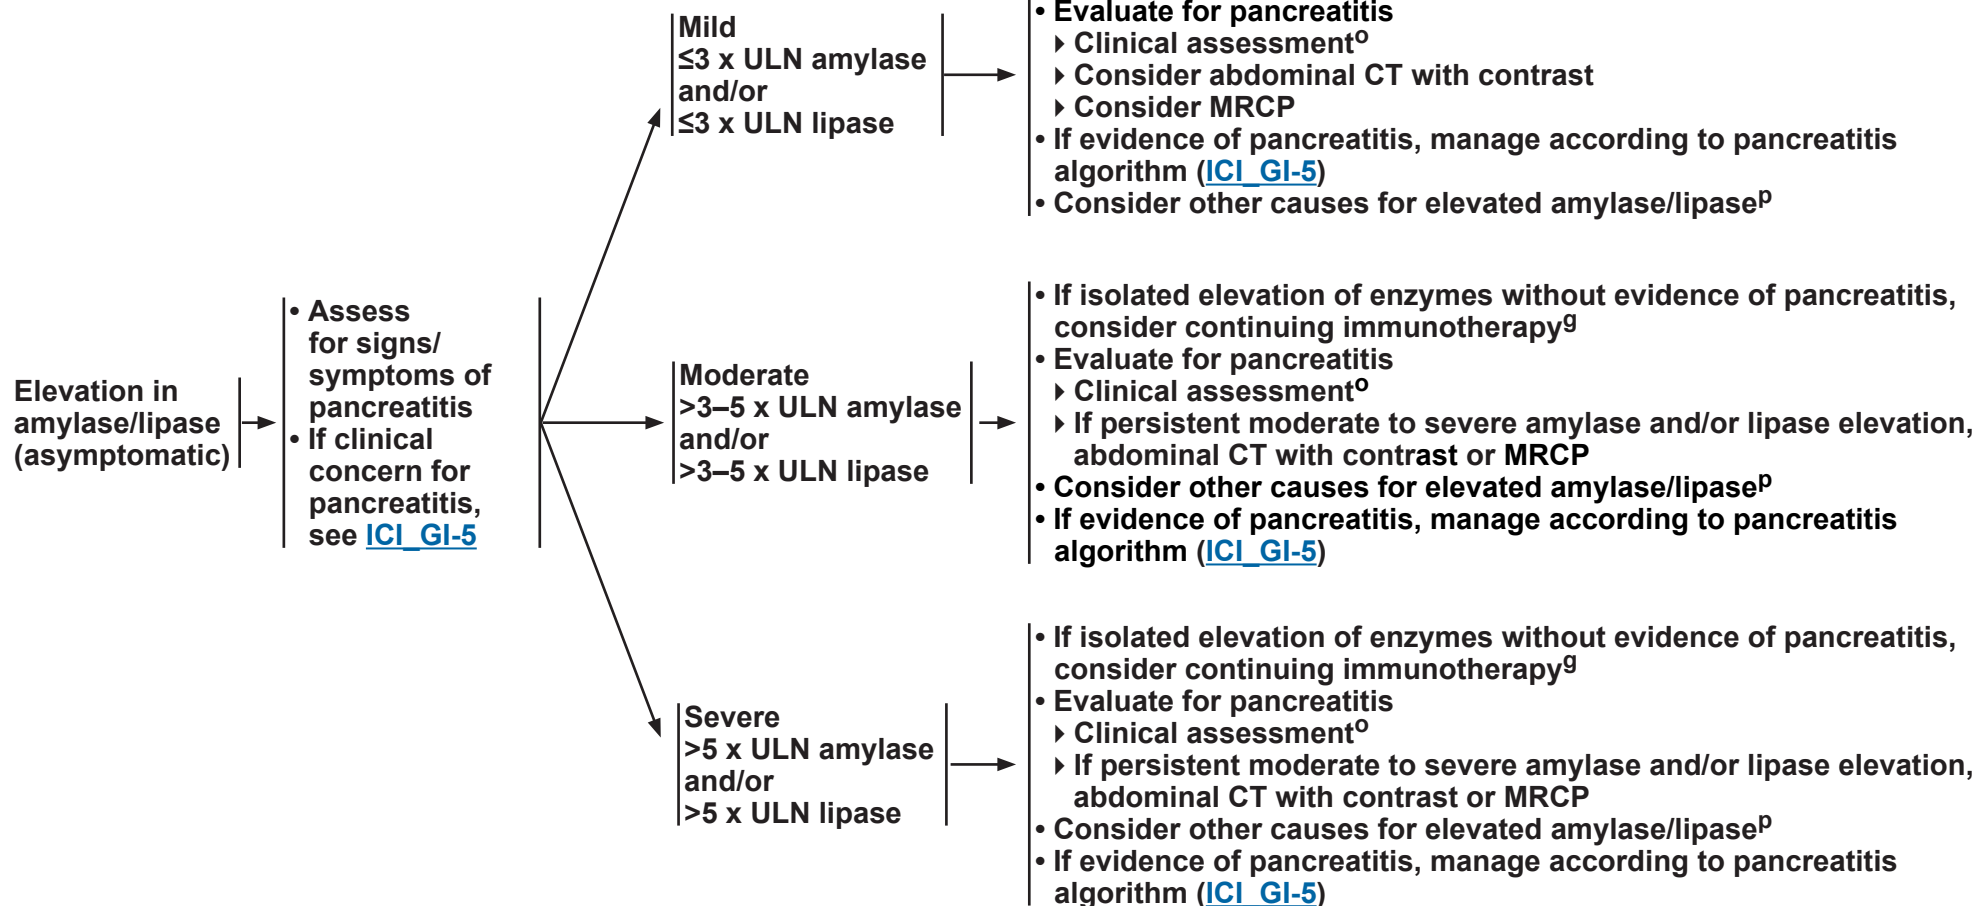 Elevation in
amylase/lipase
(asymptomatic)
• Assess
for signs/
symptoms of
pancreatitis
• If clinical
concern for
pancreatitis,
see ICI_GI-5
Mild
≤3 x ULN amylase
and/or
≤3 x ULN lipase
• Evaluate for pancreatitis
Clinical assessmento
Consider abdominal CT with contrast
Consider MRCP
• If evidence of pancreatitis, manage according to pancreatitis
algorithm (ICI_GI-5)
• Consider other causes for elevated amylase/lipasep
Moderate
>3–5 x ULN amylase
and/or
>3–5 x ULN lipase
• If isolated elevation of enzymes without evidence of pancreatitis,
consider continuing immunotherapyg
• Evaluate for pancreatitis
Clinical assessmento
If persistent moderate to severe amylase and/or lipase elevation,
abdominal CT with contrast or MRCP
• Consider other causes for elevated amylase/lipasep
• If evidence of pancreatitis, manage according to pancreatitis
algorithm (ICI_GI-5)
Severe
>5 x ULN amylase
and/or
>5 x ULN lipase
• If isolated elevation of enzymes without evidence of pancreatitis,
consider continuing immunotherapyg
• Evaluate for pancreatitis
Clinical assessmento
If persistent moderate to severe amylase and/or lipase elevation,
abdominal CT with contrast or MRCP
• Consider other causes for elevated amylase/lipasep
• If evidence of pancreatitis, manage according to pancreatitis
algorithm (ICI_GI-5)